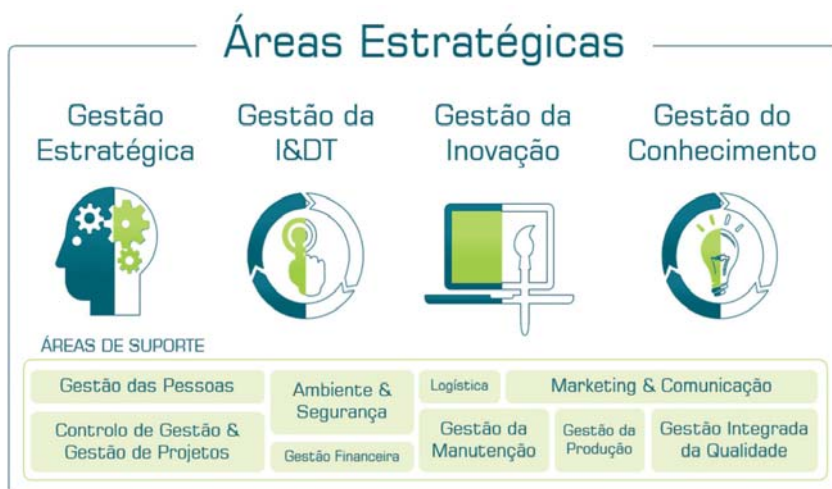 Áreas Estratégicas
Gestão
Estratégica
Gestão da
I&DT
Gestão da
Inovação
Gestão do
Conhecimento
ÁREAS DE SUPORTE
Gestão das Pessoas
Ambiente &
Segurança
Logística
Marketing & Comunicação
Controlo de Gestão &
Gestão de Projetos
Gestão Financeira
Gestão da
Manutenção
Gestão da
Produção
Gestão Integrada
da Qualidade